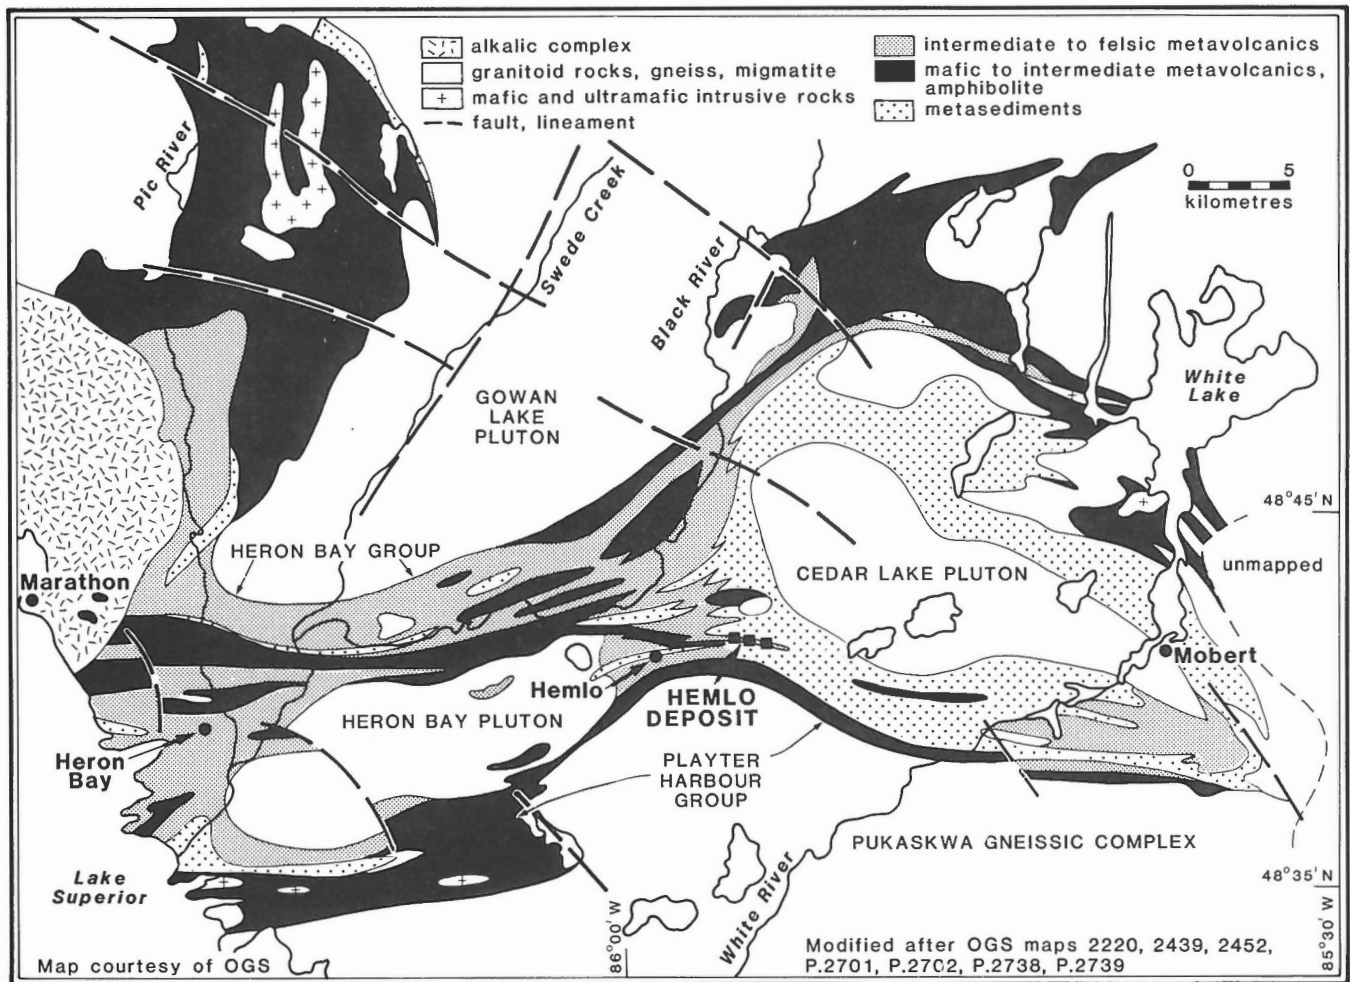 alkalic complex
granitoid rocks, gneiss, migmatite
mafic and ultramafic intrusive rocks
fault, lineament
intermediate to felsic metavolcanics
mafic to intermediate metavolcanics,
amphibolite
metasediments
0 5
kilometres
Pic River
Swede Creek
Black River
White
Lake
GOWAN
LAKE
PLUTON
48°45' N
unmapped
HERON BAY GROUP
Marathon
CEDAR LAKE PLUTON
Mobert
Hemlo
HEMLO
DEPOSIT
HERON BAY PLUTON
Heron
Bay
PLAYTER
HARBOUR
GROUP
PUKASKWA GNEISSIC COMPLEX
Lake
Superior
48°35' N
White River
86°00' W
85°30' W
Map courtesy of OGS
Modified after OGS maps 2220, 2439, 2452,
P.2701, P.2702, P.2738, P.2739